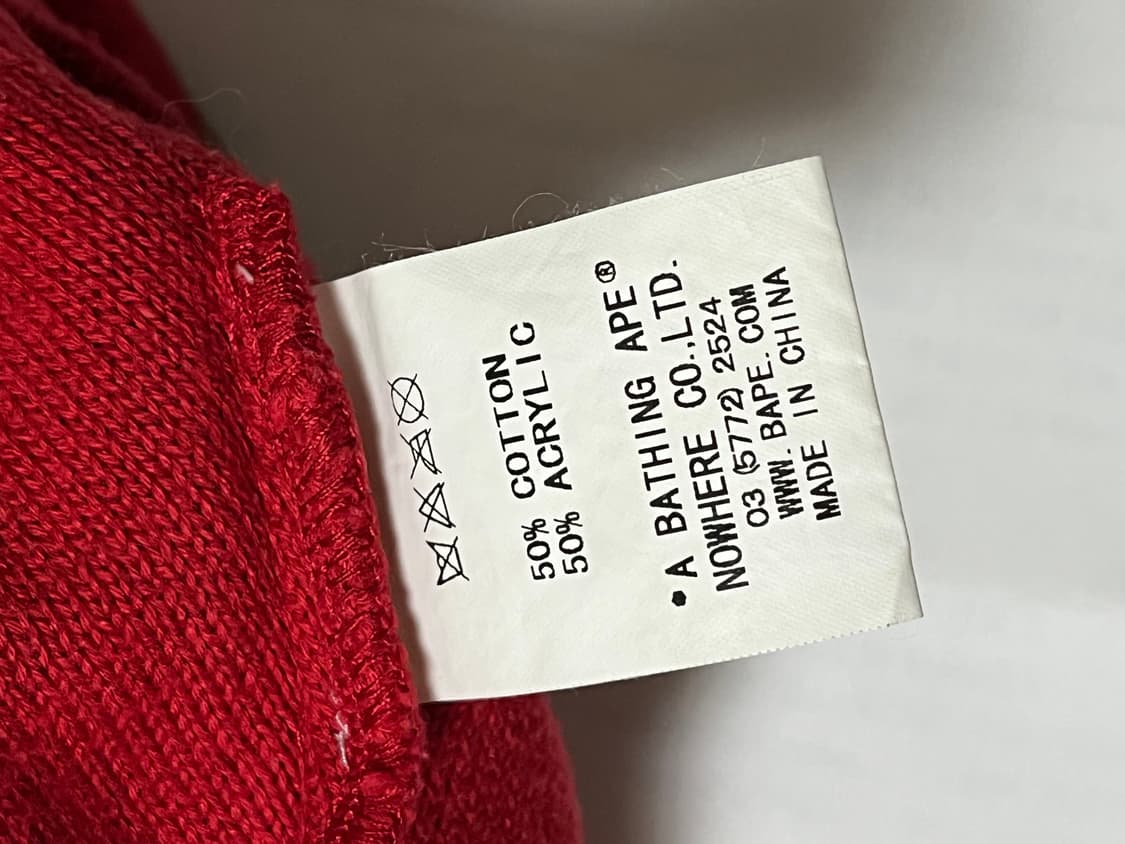 50% COTTON
50% ACRYLIC
•A BATHING APE®
NOWHERE CO.,LTD.
03 (5772) 2524
WWW. BAPE. COM
MADE IN CHINA